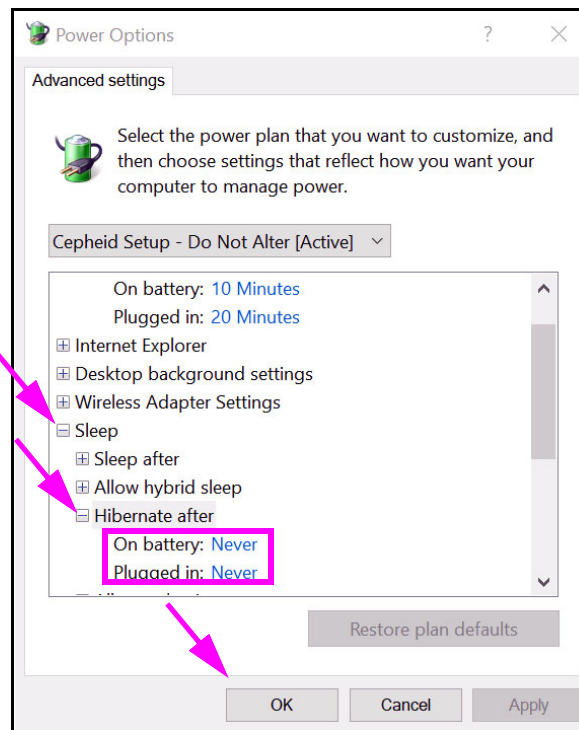 Power Options
Advanced settings
Select the power plan that you want to customize, and
then choose settings that reflect how you want your
computer to manage power.
Cepheid Setup - Do Not Alter [Active]
On battery: 10 Minutes
Plugged in: 20 Minutes
Internet Explorer
Desktop background settings
Wireless Adapter Settings
Sleep
Sleep after
Allow hybrid sleep
Hibernate after
On battery: Never
Plugged in: Never
Restore plan defaults
OK Cancel Apply